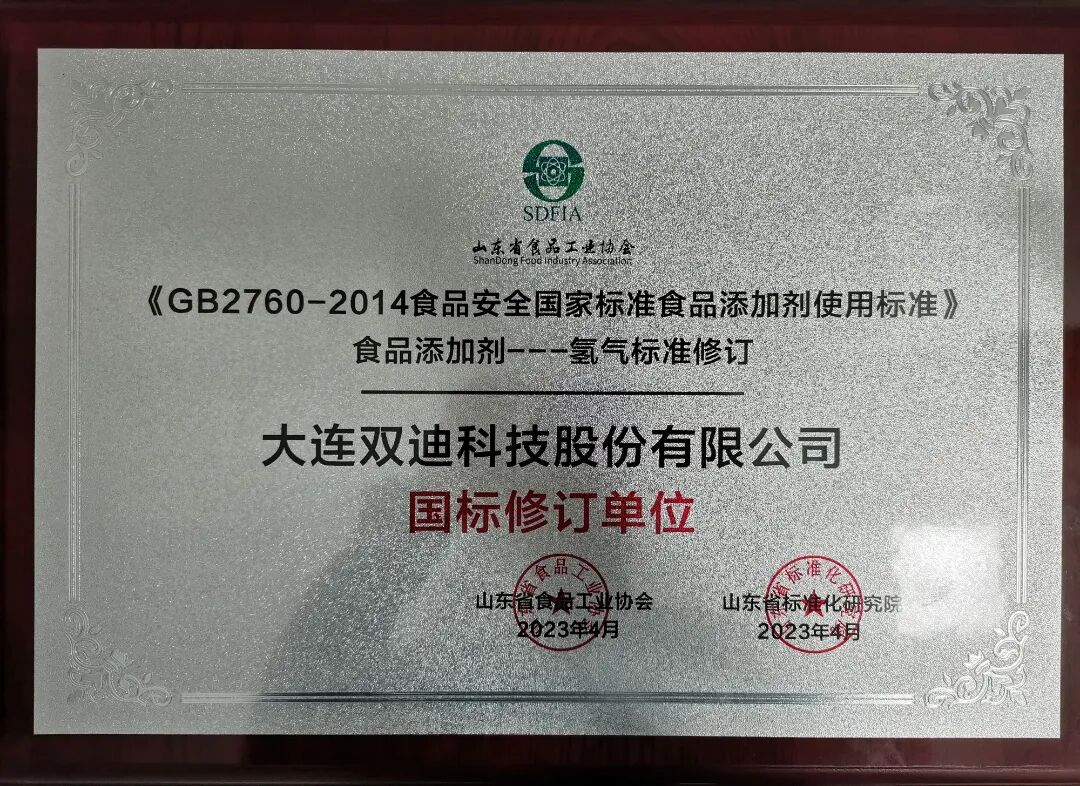 SDFIA
山东省食品工业协会
ShanDong Food Industry Association
《GB2760-2014食品安全国家标准食品添加剂使用标准》
食品添加剂---氢气标准修订
大连双迪科技股份有限公司
国标修订单位
山东省食品工业协会
2023年4月
山东省标准化研究院
2023年4月